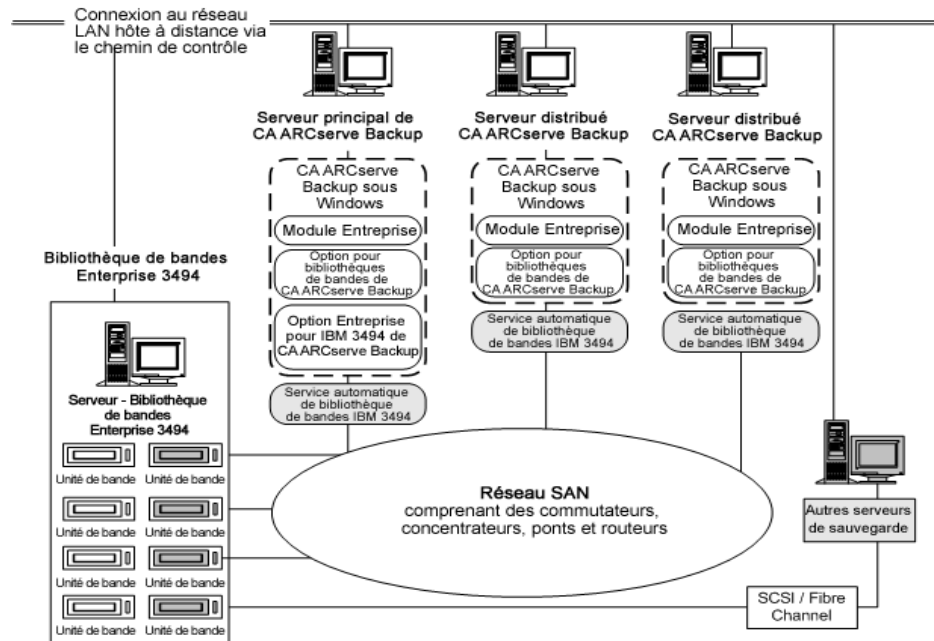 Connexion au réseau
LAN hôte à distance via
le chemin de contrôle
Serveur principal de
CA ARCserve Backup
Serveur distribué
CA ARCserve Backup
Serveur distribué
CA ARCserve Backup
CA ARCserve
Backup sous
Windows
Module Entreprise
Option pour
bibliothèques
de bandes de
CA ARCserve Backup
Option Entreprise
pour IBM 3494 de
CA ARCserve Backup
Service automatique
de bibliothèque
de bandes IBM 3494
CA ARCserve
Backup sous
Windows
Module Entreprise
Option pour
bibliothèques
de bandes de
CA ARCserve Backup
Service automatique
de bibliothèque
de bandes IBM 3494
CA ARCserve
Backup sous
Windows
Module Entreprise
Option pour
bibliothèques
de bandes de
CA ARCserve Backup
Service automatique
de bibliothèque
de bandes IBM 3494
Bibliothèque de bandes
Enterprise 3494
Serveur - Bibliothèque
de bandes
Enterprise 3494
Unité de bande
Unité de bande
Unité de bande
Unité de bande
Unité de bande
Unité de bande
Unité de bande
Unité de bande
Réseau SAN
comprenant des commutateurs,
concentrateurs, ponts et routeurs
Autres serveurs
de sauvegarde
SCSI / Fibre
Channel